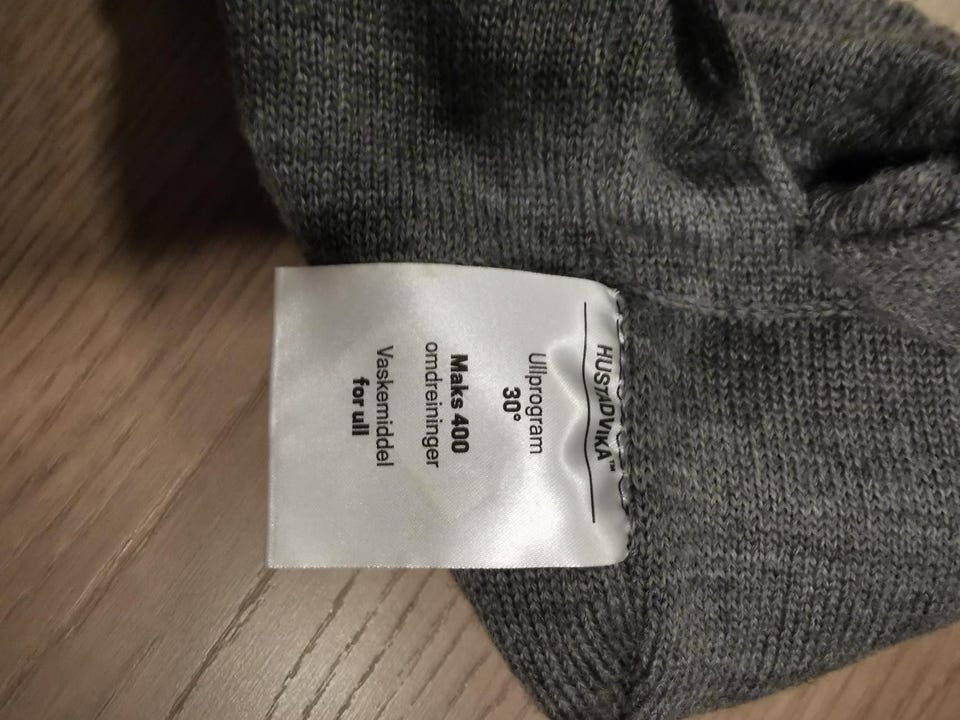 HUSTADVIKA™
Ullprogram
30°
Maks 400
omdreininger
Vaskemiddel
for ull